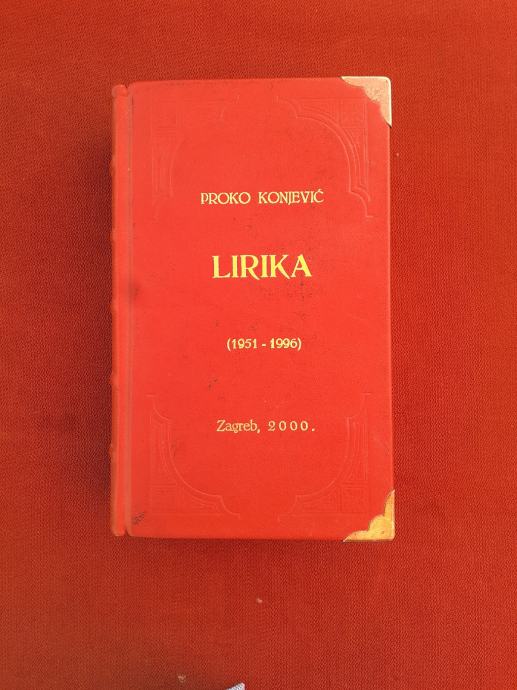 PROKO KONJEVIĆ
LIRIKA
(1951 - 1996)
Zagreb, 2000.